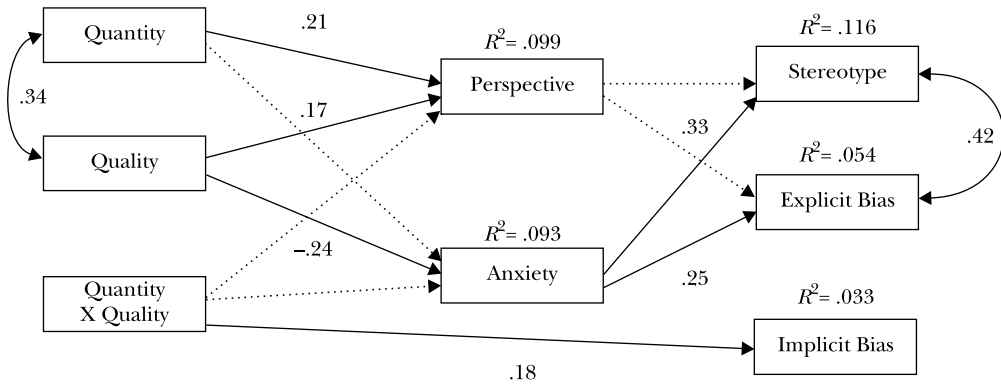 Quantity
.34
Quality
Quantity
X Quality
.21
.17
–.24
.18
R² = .099
Perspective
R² = .093
Anxiety
.33
.25
R² = .116
Stereotype
.42
R² = .054
Explicit Bias
R² = .033
Implicit Bias